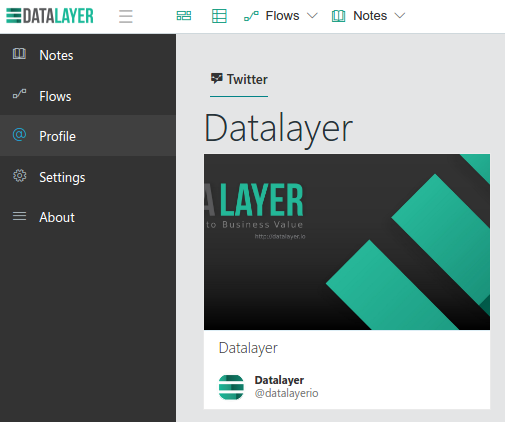 DATALAYER
Flows
Notes
Notes
Flows
Profile
Settings
About
Twitter
Datalayer
A LAYER
to Business Value
http://datalayer.io
Datalayer
Datalayer
@datalayerio